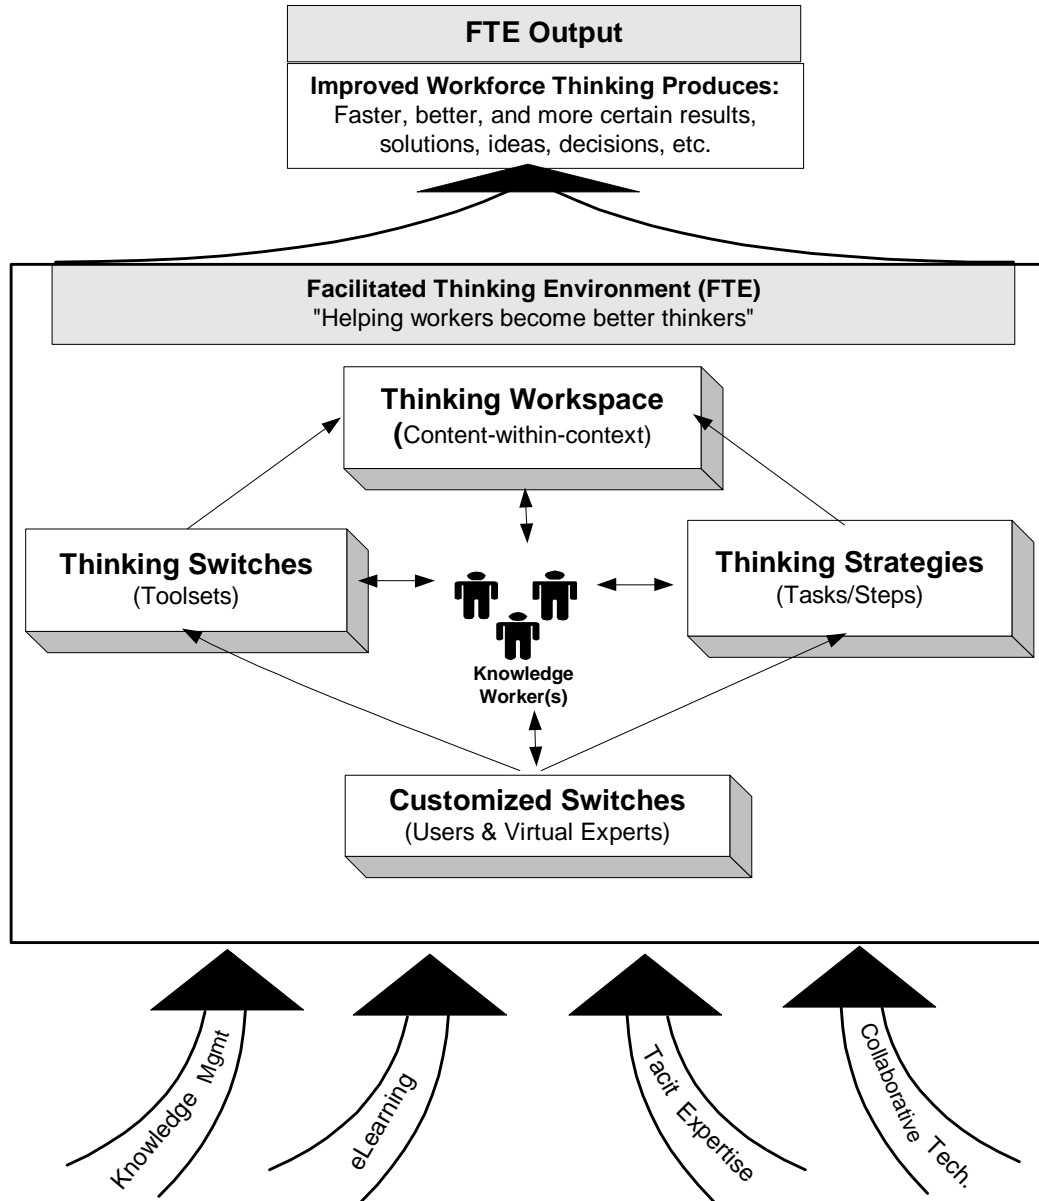 FTE Output
Improved Workforce Thinking Produces:
Faster, better, and more certain results,
solutions, ideas, decisions, etc.
Facilitated Thinking Environment (FTE)
"Helping workers become better thinkers"
Thinking Workspace
(Content-within-context)
Thinking Switches
(Toolsets)
Thinking Strategies
(Tasks/Steps)
Knowledge
Worker(s)
Customized Switches
(Users & Virtual Experts)
Knowledge Mgmt
eLearning
Tacit Expertise
Collaborative Tech.